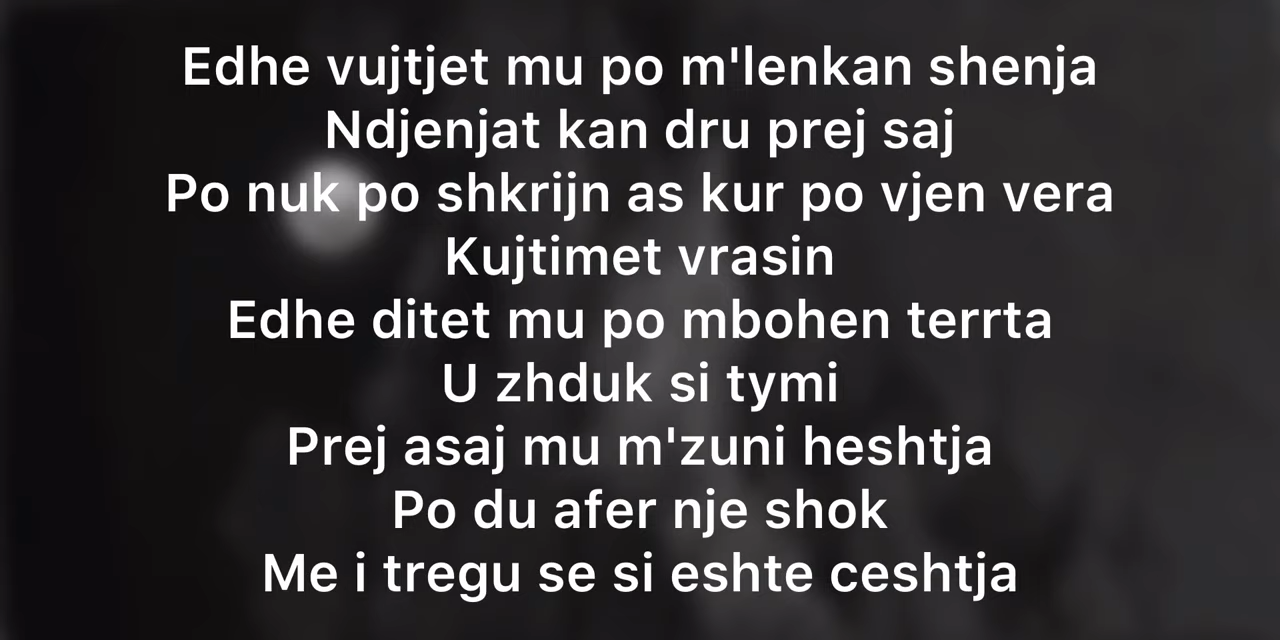 Edhe vujtjet mu po m'lenkan shenja
Ndjenjat kan dru prej saj
Po nuk po shkrijn as kur po vjen vera
Kujtimet vrasin
Edhe ditet mu po mbohen terrta
U zhduk si tymi
Prej asaj mu m'zuni heshtja
Po du afer nje shok
Me i tregu se si eshte ceshtja